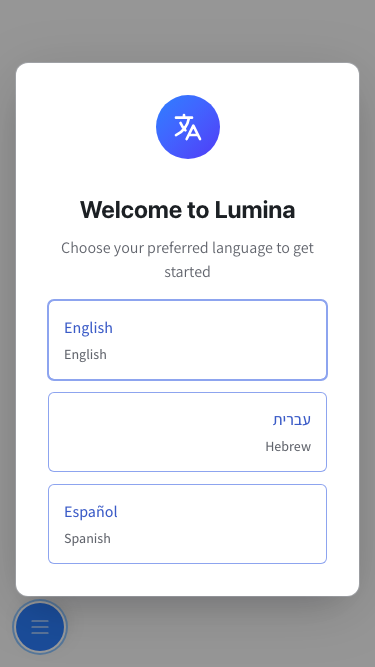 Welcome to Lumina
Choose your preferred language to get
started
English
English
עברית
Hebrew
Español
Spanish